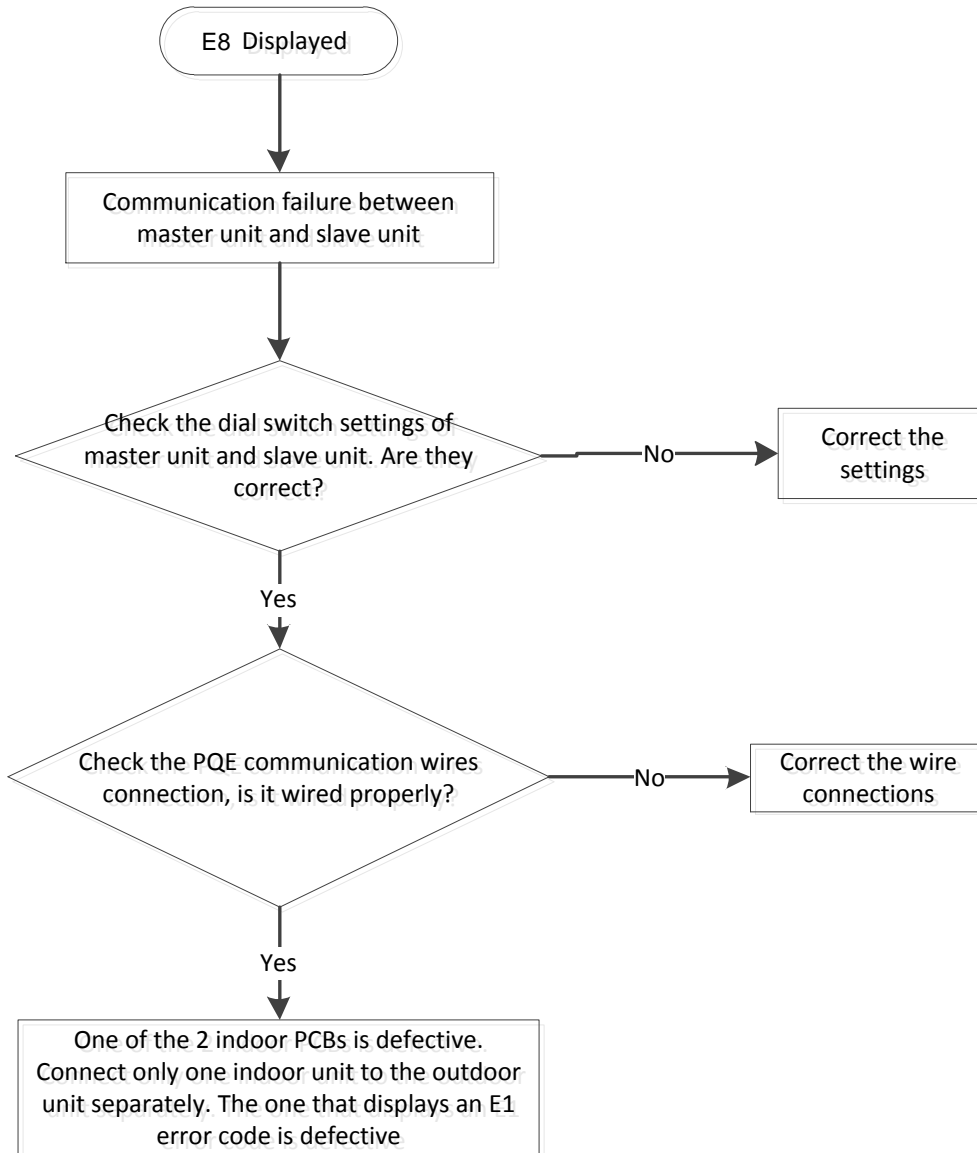 E8 Displayed
Communication failure between
master unit and slave unit
Check the dial switch settings of
master unit and slave unit. Are they
correct?
No
Correct the
settings
Yes
Check the PQE communication wires
connection, is it wired properly?
No
Correct the wire
connections
Yes
One of the 2 indoor PCBs is defective.
Connect only one indoor unit to the outdoor
unit separately. The one that displays an E1
error code is defective